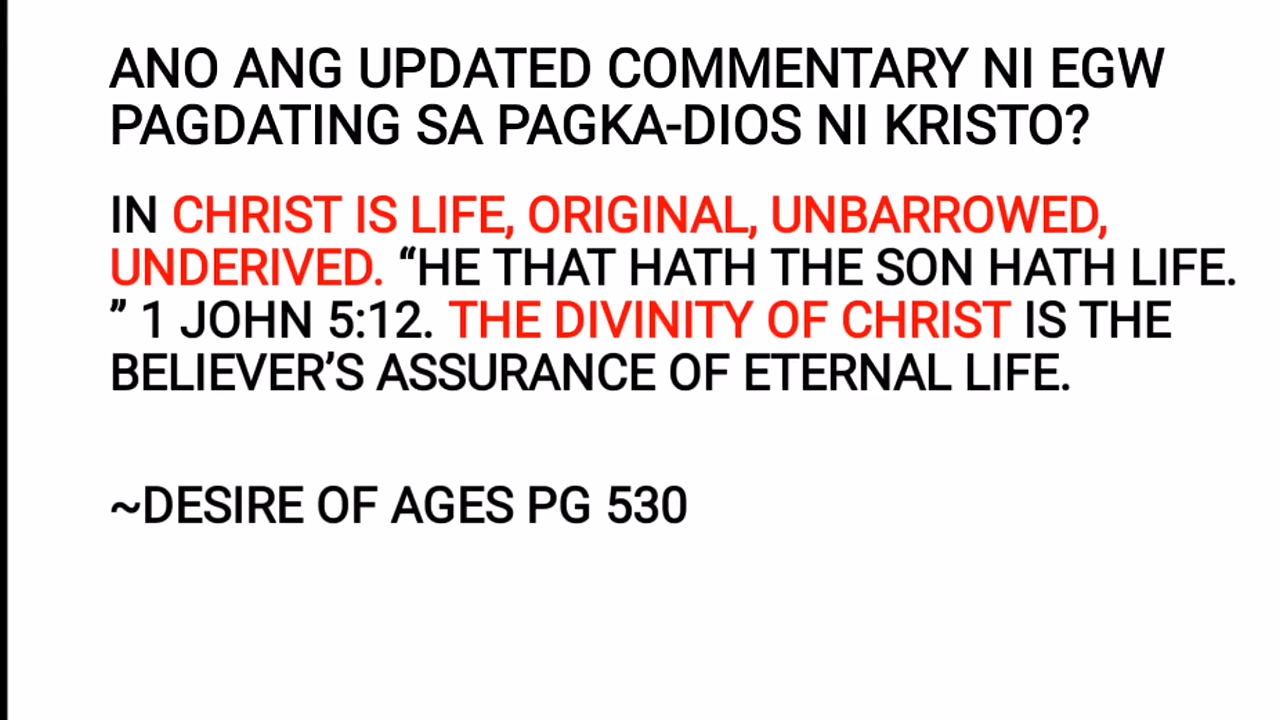 ANO ANG UPDATED COMMENTARY NI EGW
PAGDATING SA PAGKA-DIOS NI KRISTO?
IN CHRIST IS LIFE, ORIGINAL, UNBARROWED,
UNDERIVED. “HE THAT HATH THE SON HATH LIFE.
” 1 JOHN 5:12. THE DIVINITY OF CHRIST IS THE
BELIEVER’S ASSURANCE OF ETERNAL LIFE.
~DESIRE OF AGES PG 530